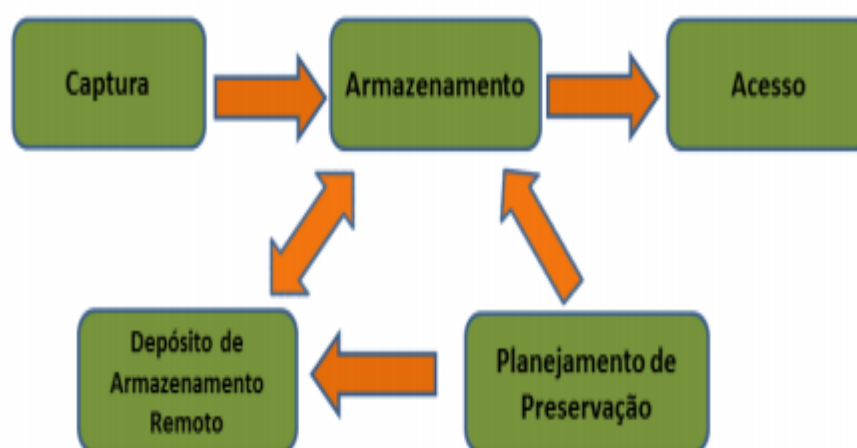 Captura
Armazenamento
Acesso
Depósito de
Armazenamento
Remoto
Planejamento de
Preservação